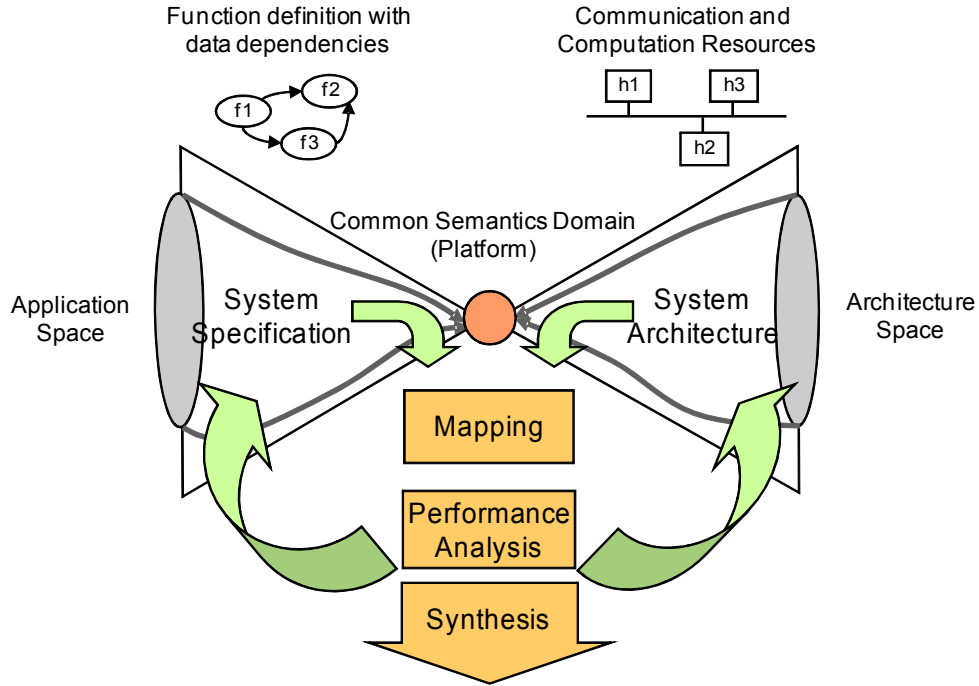 Function definition with
data dependencies
Communication and
Computation Resources
f1
f2
f3
h1
h3
h2
Common Semantics Domain
(Platform)
Application
Space
System
Specification
System
Architecture
Architecture
Space
Mapping
Performance
Analysis
Synthesis